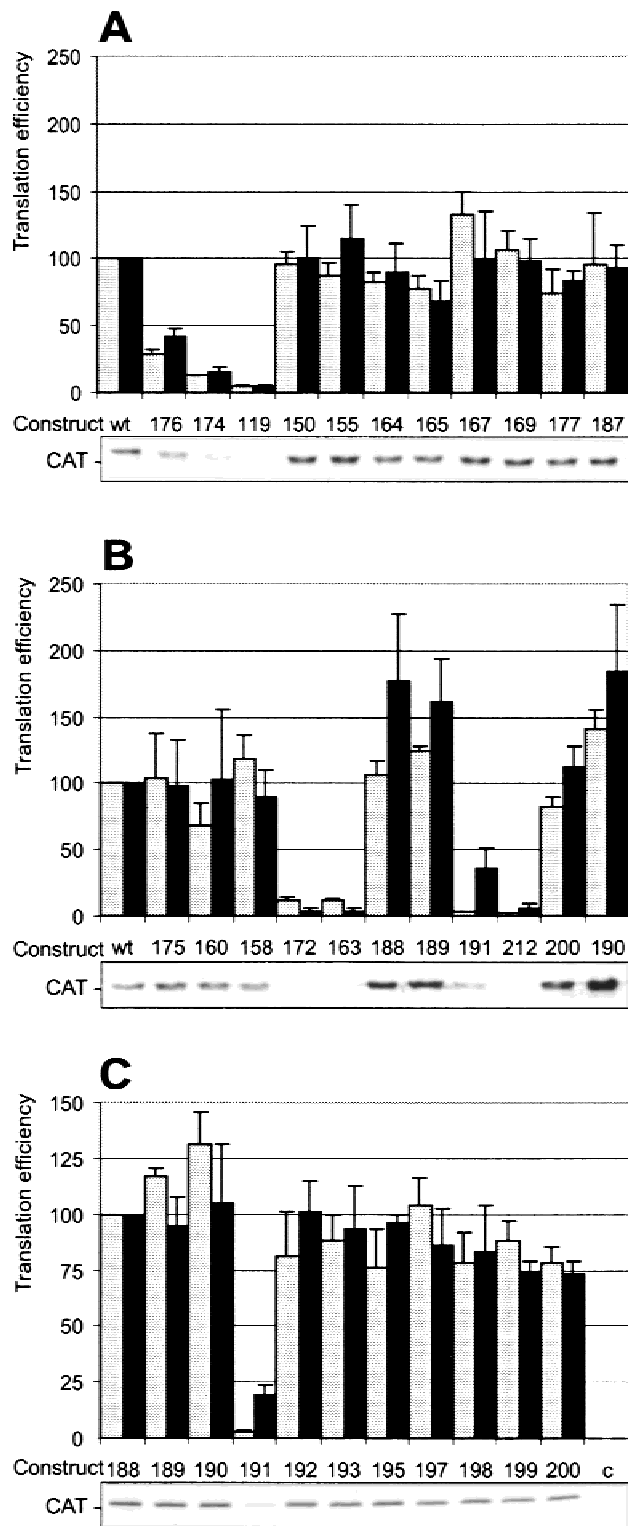 A
Translation efficiency
250
200
150
100
50
0
Construct wt 176 174 119 150 155 164 165 167 169 177 187
CAT -
B
Translation efficiency
250
200
150
100
50
0
Construct wt 175 160 158 172 163 188 189 191 212 200 190
CAT -
C
Translation efficiency
150
125
100
75
50
25
0
Construct 188 189 190 191 192 193 195 197 198 199 200 c
CAT -